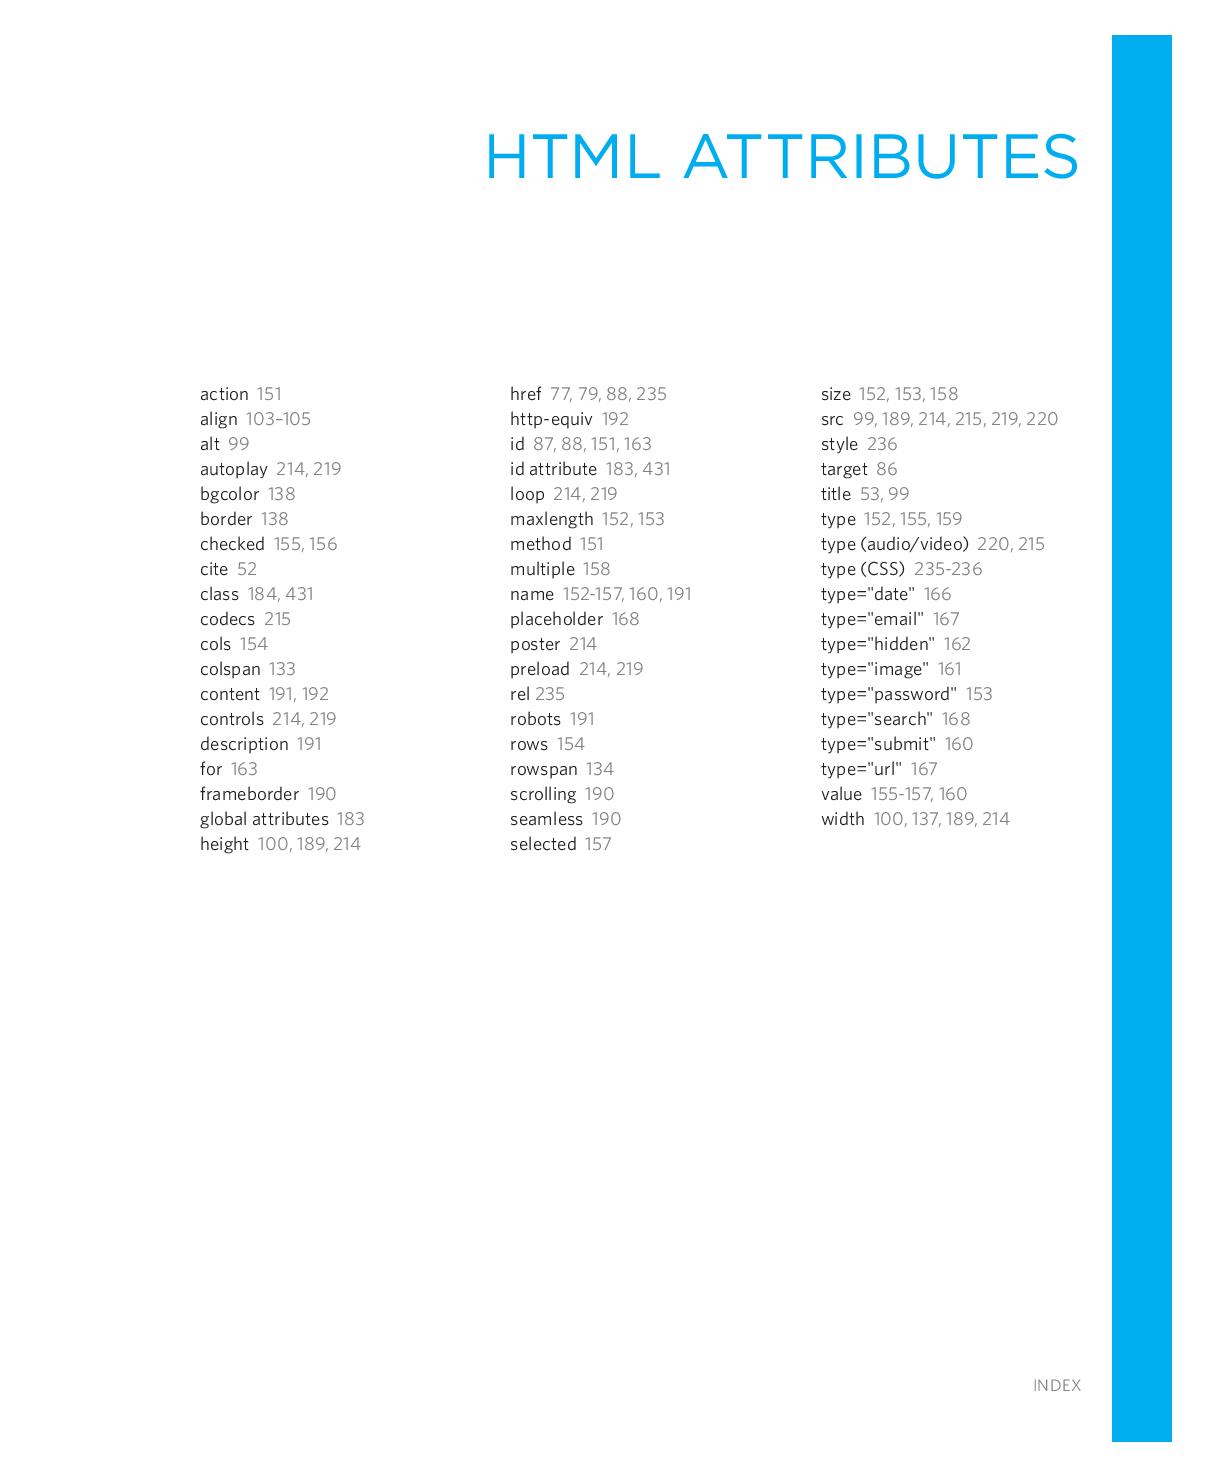 HTML ATTRIBUTES
action 151
align 103–105
alt 99
autoplay 214, 219
bgcolor 138
border 138
checked 155, 156
cite 52
class 184, 431
codecs 215
cols 154
colspan 133
content 191, 192
controls 214, 219
description 191
for 163
frameborder 190
global attributes 183
height 100, 189, 214
href 77, 79, 88, 235
http-equiv 192
id 87, 88, 151, 163
id attribute 183, 431
loop 214, 219
maxlength 152, 153
method 151
multiple 158
name 152-157, 160, 191
placeholder 168
poster 214
preload 214, 219
rel 235
robots 191
rows 154
rowspan 134
scrolling 190
seamless 190
selected 157
size 152, 153, 158
src 99, 189, 214, 215, 219, 220
style 236
target 86
title 53, 99
type 152, 155, 159
type (audio/video) 220, 215
type (CSS) 235-236
type="date" 166
type="email" 167
type="hidden" 162
type="image" 161
type="password" 153
type="search" 168
type="submit" 160
type="url" 167
value 155-157, 160
width 100, 137, 189, 214
INDEX